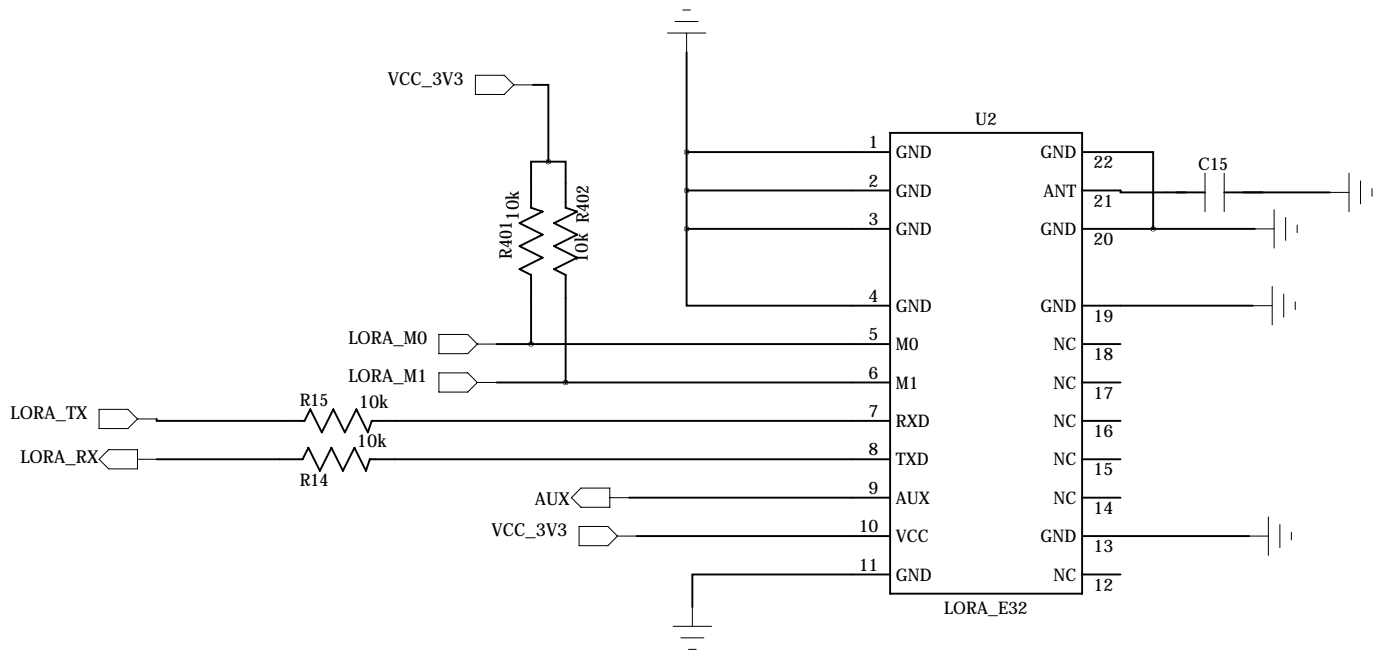 VCC_3V3
U2
1 GND GND 22
C15
2 GND ANT 21
3 GND GND 20
R401 10k
10k R402
4 GND GND 19
LORA_M0 5 M0 NC 18
LORA_M1 6 M1 NC 17
LORA_TX R15 10k 7 RXD NC 16
LORA_RX R14 10k 8 TXD NC 15
AUX 9 AUX NC 14
VCC_3V3 10 VCC GND 13
11 GND NC 12
LORA_E32